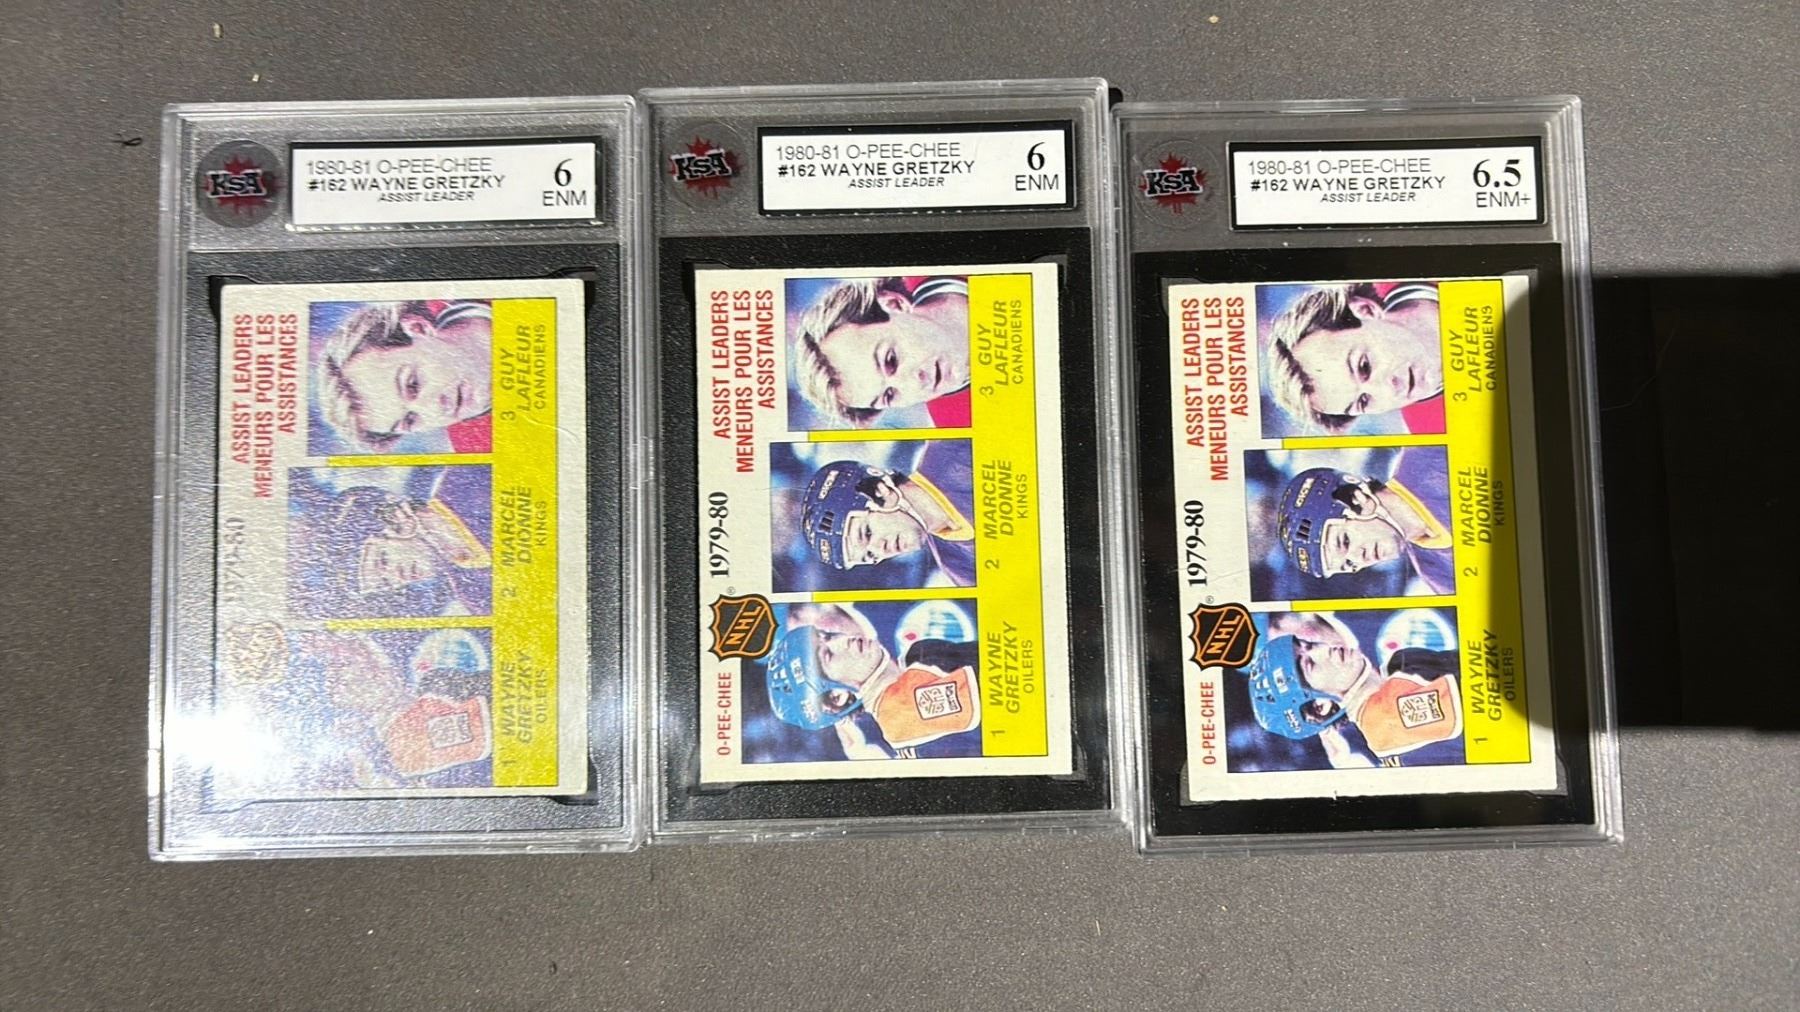 KSA
1980-81 O-PEE-CHEE
#162 WAYNE GRETZKY
ASSIST LEADER
6
ENM
ASSIST LEADERS
MENEURS POUR LES
ASSISTANCES
1979-80
3 GUY
LAFLEUR
CANADIENS
2 MARCEL
DIONNE
KINGS
1 WAYNE
GRETZKY
OILERS
KSA
1980-81 O-PEE-CHEE
#162 WAYNE GRETZKY
ASSIST LEADER
6
ENM
ASSIST LEADERS
MENEURS POUR LES
ASSISTANCES
1979-80
NHL®
O-PEE-CHEE
3 GUY
LAFLEUR
CANADIENS
2 MARCEL
DIONNE
KINGS
1 WAYNE
GRETZKY
OILERS
KSA
1980-81 O-PEE-CHEE
#162 WAYNE GRETZKY
ASSIST LEADER
6.5
ENM+
ASSIST LEADERS
MENEURS POUR LES
ASSISTANCES
1979-80
NHL®
O-PEE-CHEE
3 GUY
LAFLEUR
CANADIENS
2 MARCEL
DIONNE
KINGS
1 WAYNE
GRETZKY
OILERS